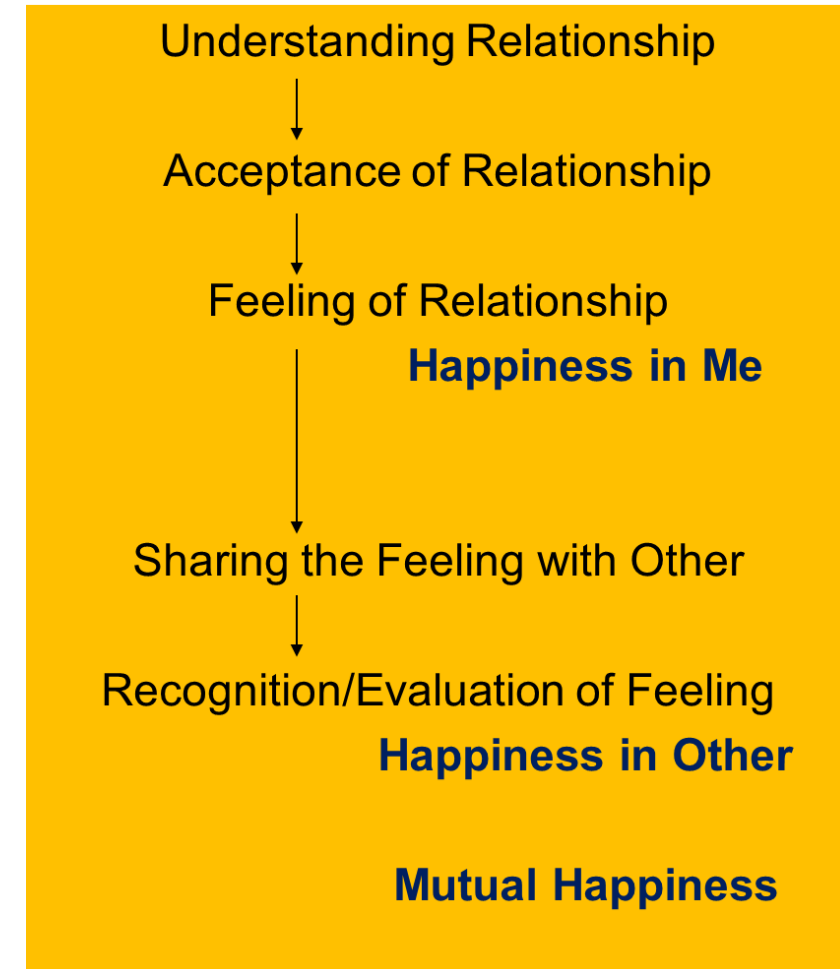 Understanding Relationship
Acceptance of Relationship
Feeling of Relationship
Happiness in Me
Sharing the Feeling with Other
Recognition/Evaluation of Feeling
Happiness in Other
Mutual Happiness